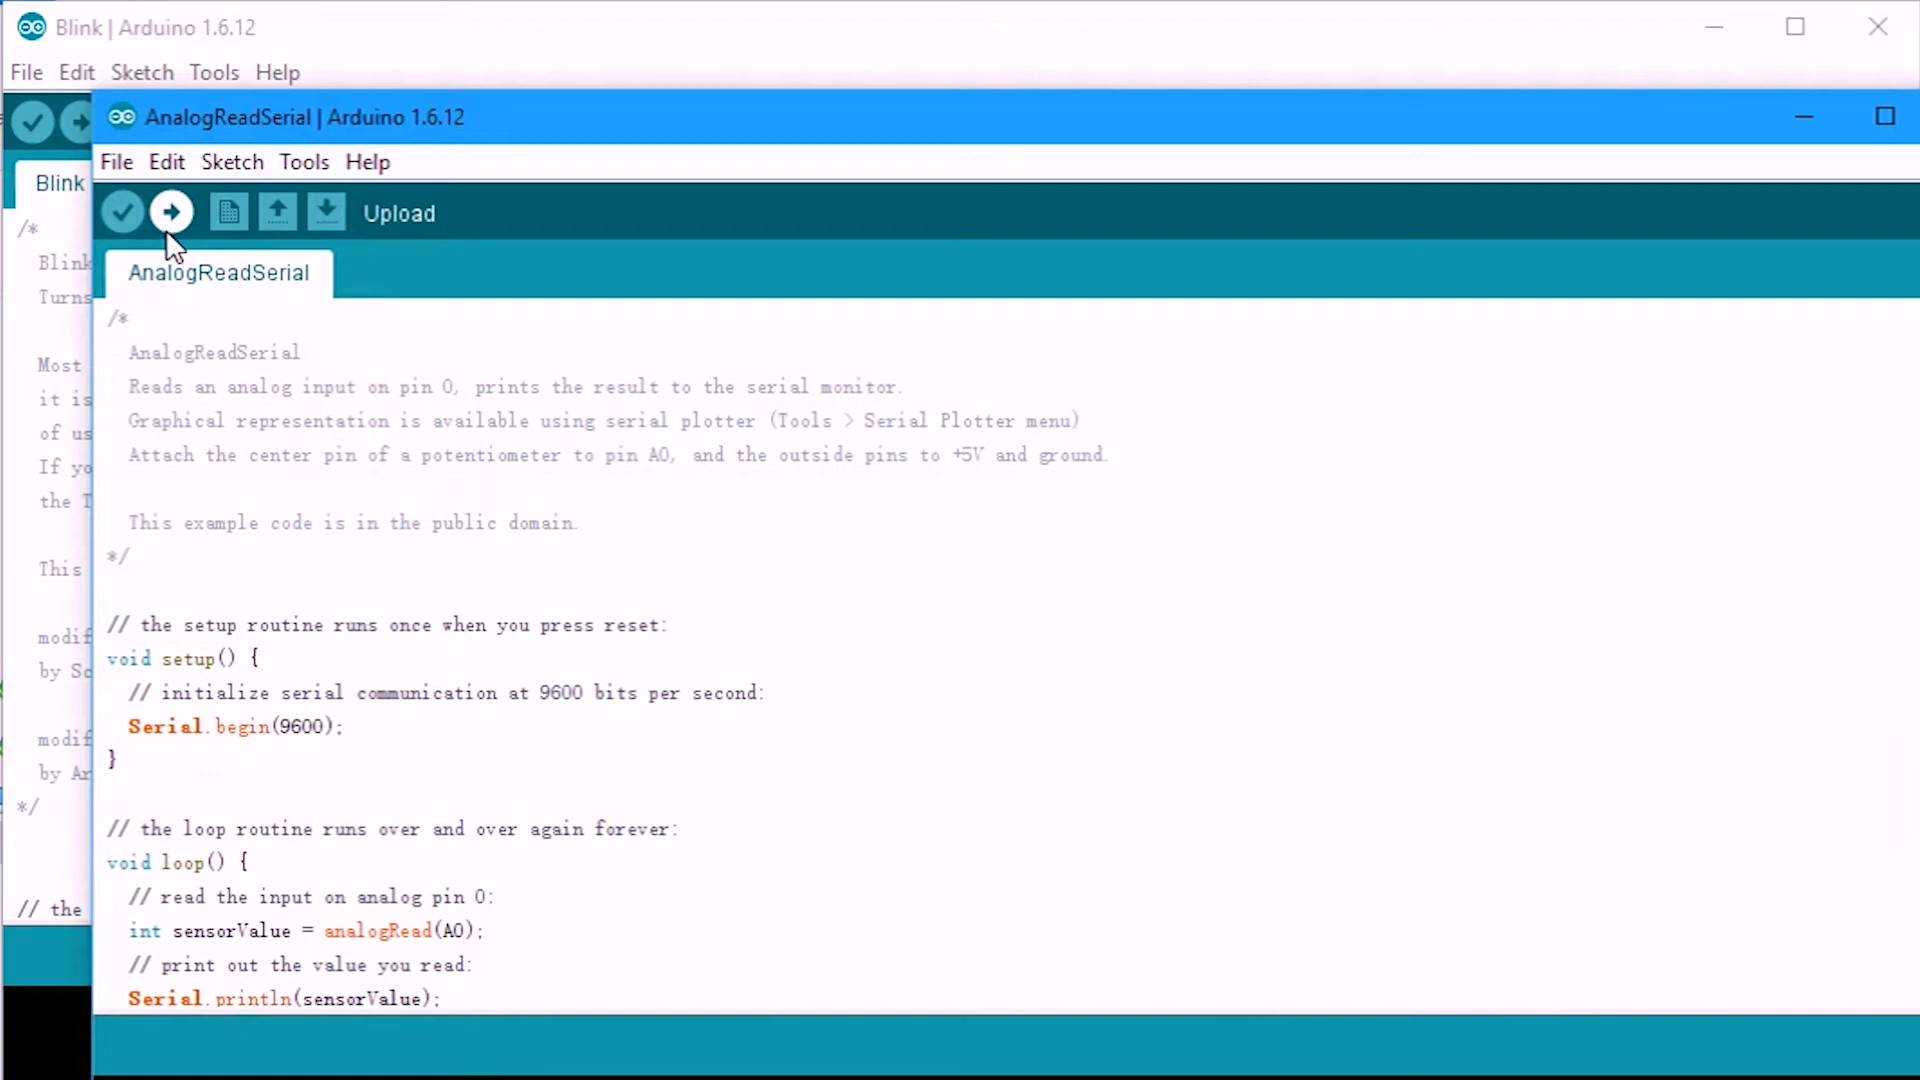 Blink | Arduino 1.6.12
File Edit Sketch Tools Help
AnalogReadSerial | Arduino 1.6.12
File Edit Sketch Tools Help
Upload
Blink
AnalogReadSerial
/*
Blink
Turns
Most
it is
of us
If yo
the T
This
modif
by Sc
modif
by Ar
*/
// the
/*
AnalogReadSerial
Reads an analog input on pin 0, prints the result to the serial monitor.
Graphical representation is available using serial plotter (Tools > Serial Plotter menu)
Attach the center pin of a potentiometer to pin A0, and the outside pins to +5V and ground.
This example code is in the public domain.
*/
// the setup routine runs once when you press reset:
void setup() {
// initialize serial communication at 9600 bits per second:
Serial.begin(9600);
}
// the loop routine runs over and over again forever:
void loop() {
// read the input on analog pin 0:
int sensorValue = analogRead(A0);
// print out the value you read:
Serial.println(sensorValue);